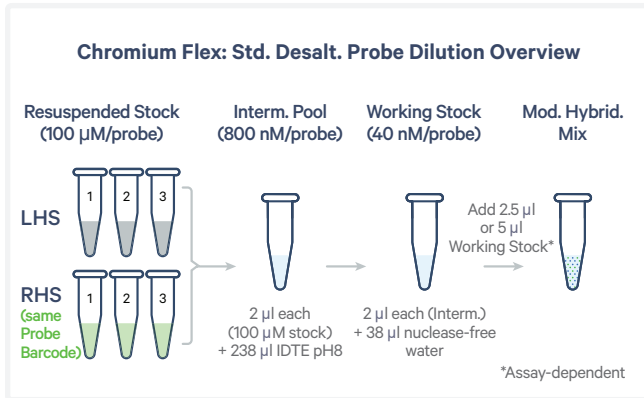 Chromium Flex: Std. Desalt. Probe Dilution Overview
Resuspended Stock
(100 µM/probe)
Interm. Pool
(800 nM/probe)
Working Stock
(40 nM/probe)
Mod. Hybrid.
Mix
LHS
1
2
3
RHS
(same
Probe
Barcode)
1
2
3
2 µl each
(100 µM stock)
+ 238 µl IDTE pH8
2 µl each (Interm.)
+ 38 µl nuclease-free
water
Add 2.5 µl
or 5 µl
Working Stock*
*Assay-dependent